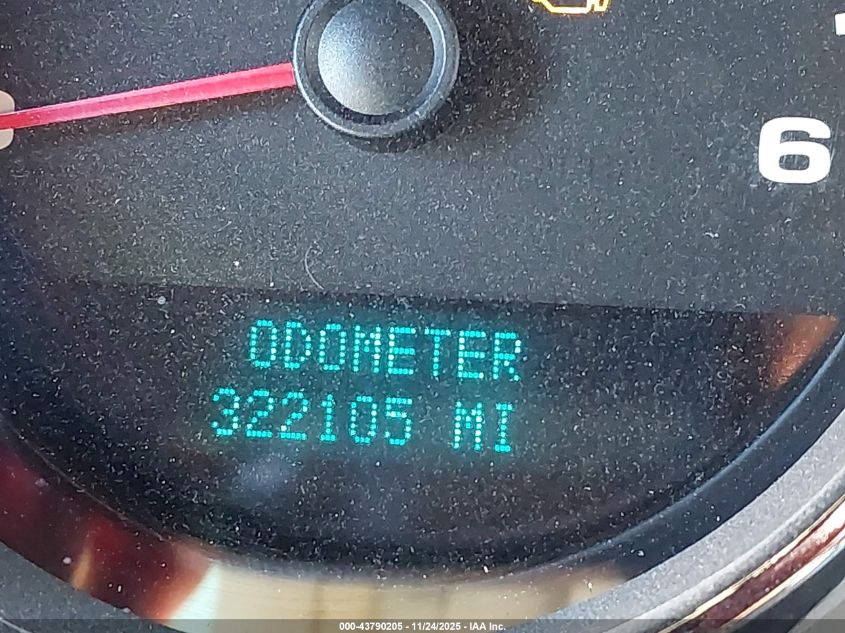 6
ODOMETER
322105 MI
000-43790205 - 11/24/2025 - IAA Inc.